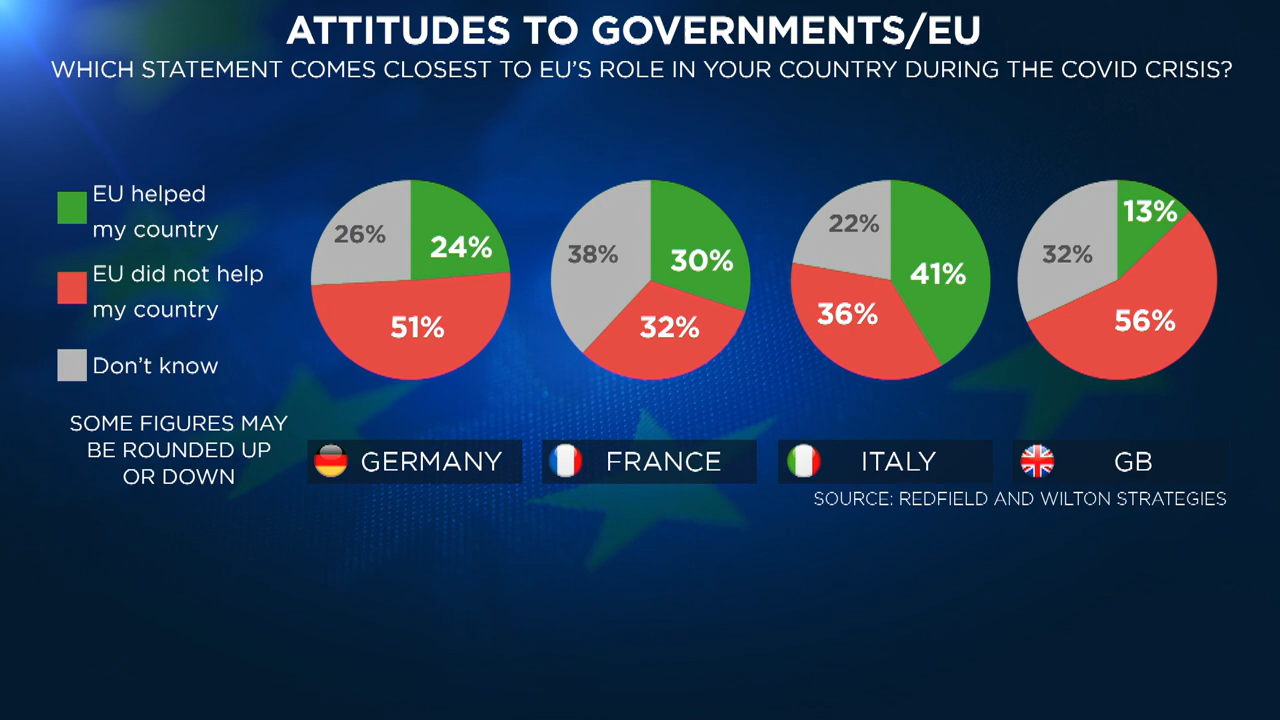 ATTITUDES TO GOVERNMENTS/EU
WHICH STATEMENT COMES CLOSEST TO EU'S ROLE IN YOUR COUNTRY DURING THE COVID CRISIS?
EU helped
my country
EU did not help
my country
Don't know
SOME FIGURES MAY
BE ROUNDED UP
OR DOWN
26%
24%
51%
38%
30%
32%
22%
41%
36%
13%
32%
56%
GERMANY
FRANCE
ITALY
GB
SOURCE: REDFIELD AND WILTON STRATEGIES